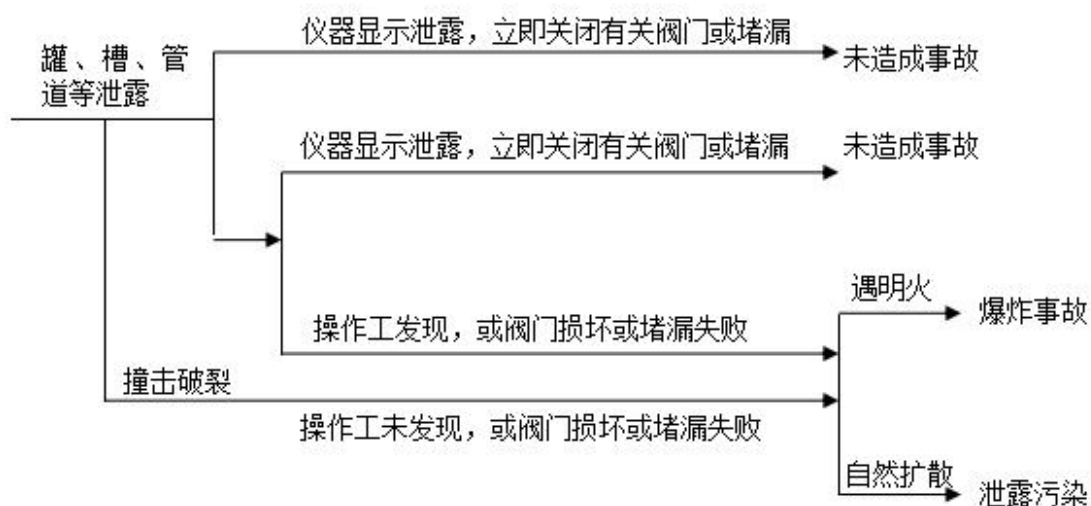 仪器显示泄露，立即关闭有关阀门或堵漏
罐、槽、管
道等泄露
未造成事故
仪器显示泄露，立即关闭有关阀门或堵漏
未造成事故
遇明火
爆炸事故
操作工发现，或阀门损坏或堵漏失败
撞击破裂
操作工未发现，或阀门损坏或堵漏失败
自然扩散
泄露污染